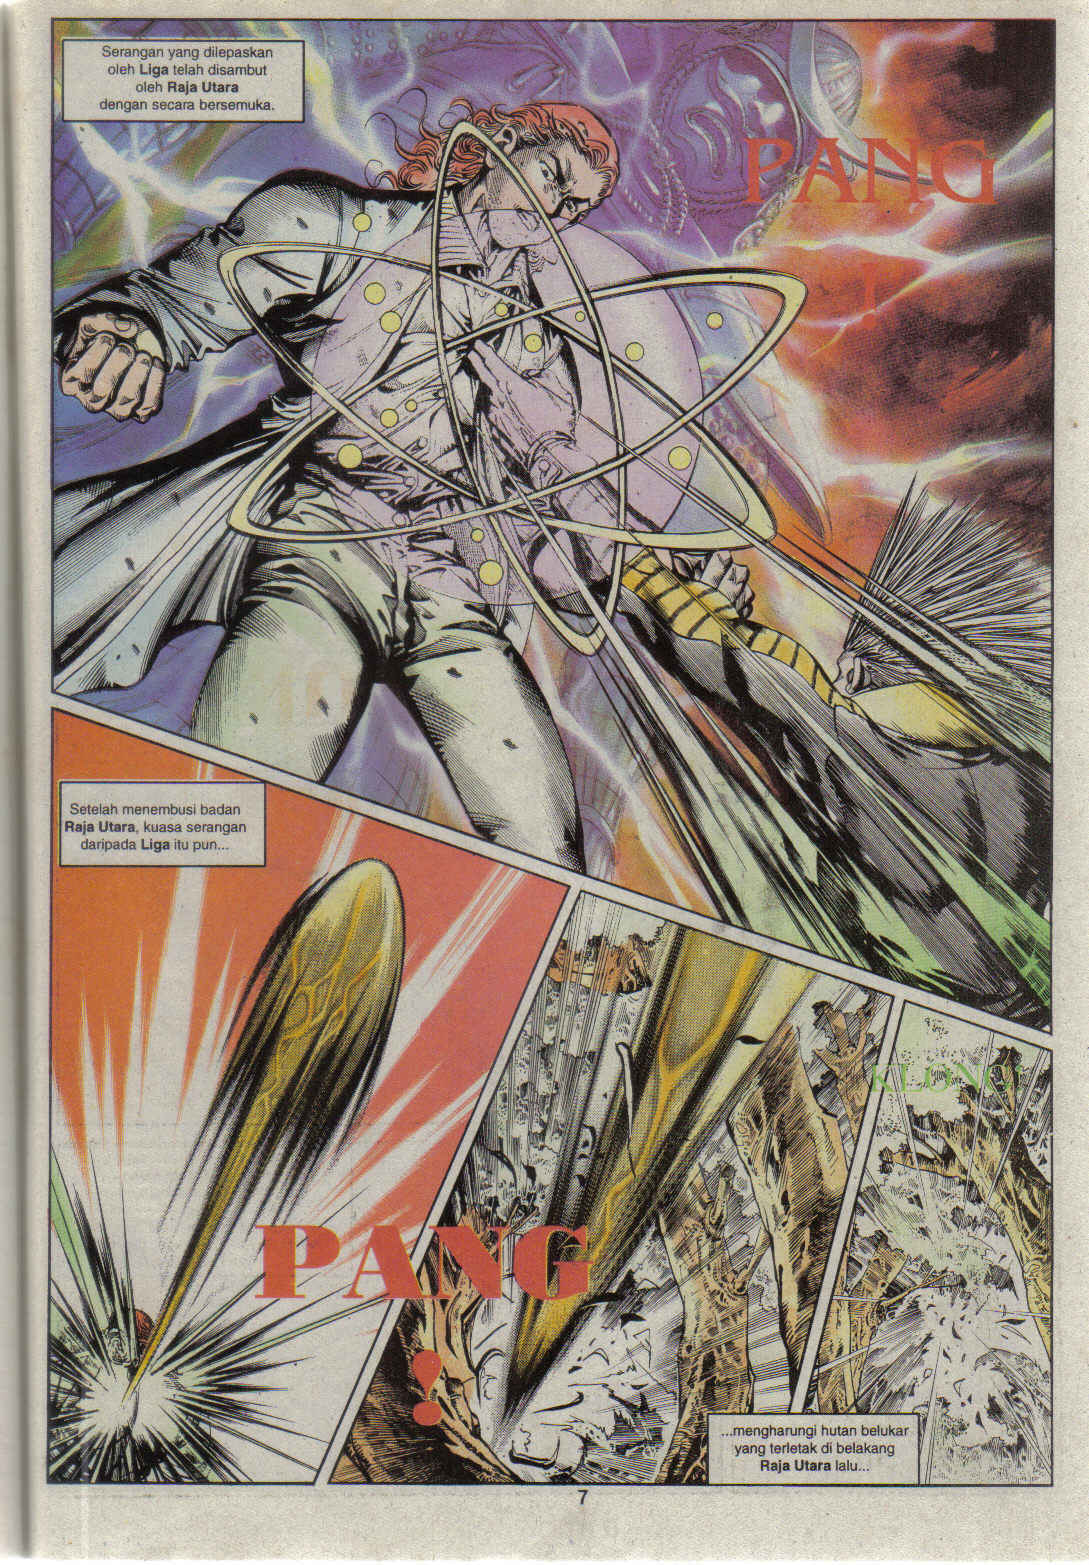 Serangan yang dilepaskan
oleh Liga telah disambut
oleh Raja Utara
dengan secara bersemuka.
PANG
!
Setelah menembusi badan
Raja Utara, kuasa serangan
daripada Liga itu pun...
KLONG!
PANG
!
...mengharungi hutan belukar
yang terletak di belakang
Raja Utara lalu...
7